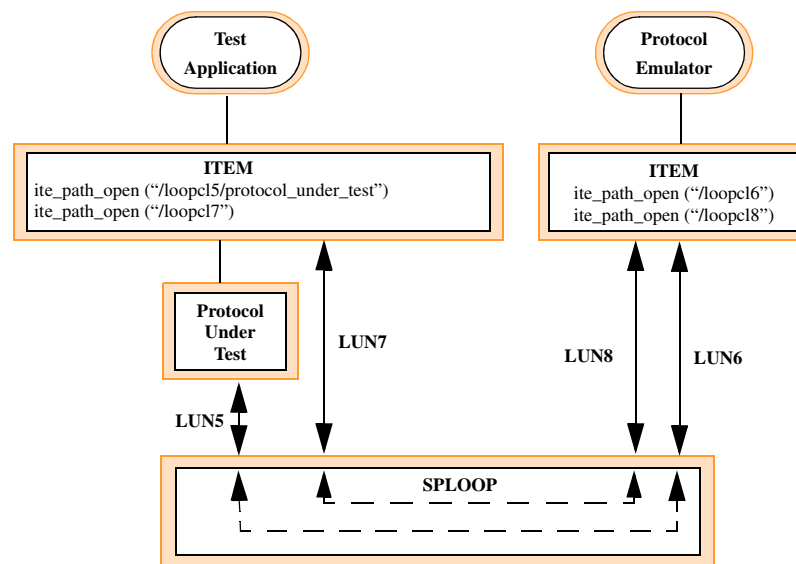 Test
Application
Protocol
Emulator
ITEM
ite_path_open (“/loopcl5/protocol_under_test”)
ite_path_open (“/loopcl7”)
ITEM
ite_path_open (“/loopcl6”)
ite_path_open (“/loopcl8”)
Protocol
Under
Test
LUN7
LUN8
LUN6
LUN5
SPLOOP